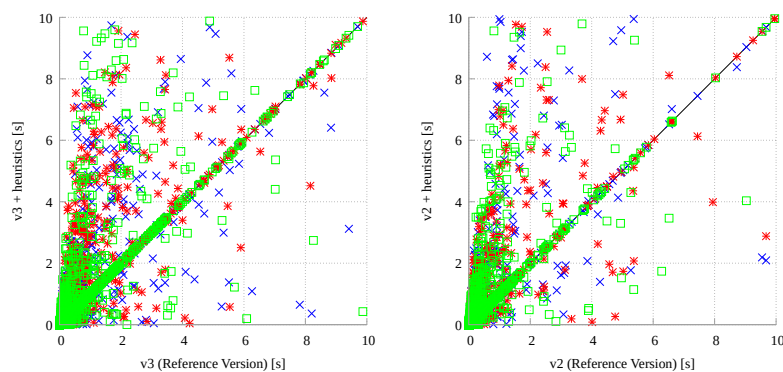 10
8
6
4
2
0
0 2 4 6 8 10
v3 + heuristics [s]
v3 (Reference Version) [s]
10
8
6
4
2
0
0 2 4 6 8 10
v2 + heuristics [s]
v2 (Reference Version) [s]